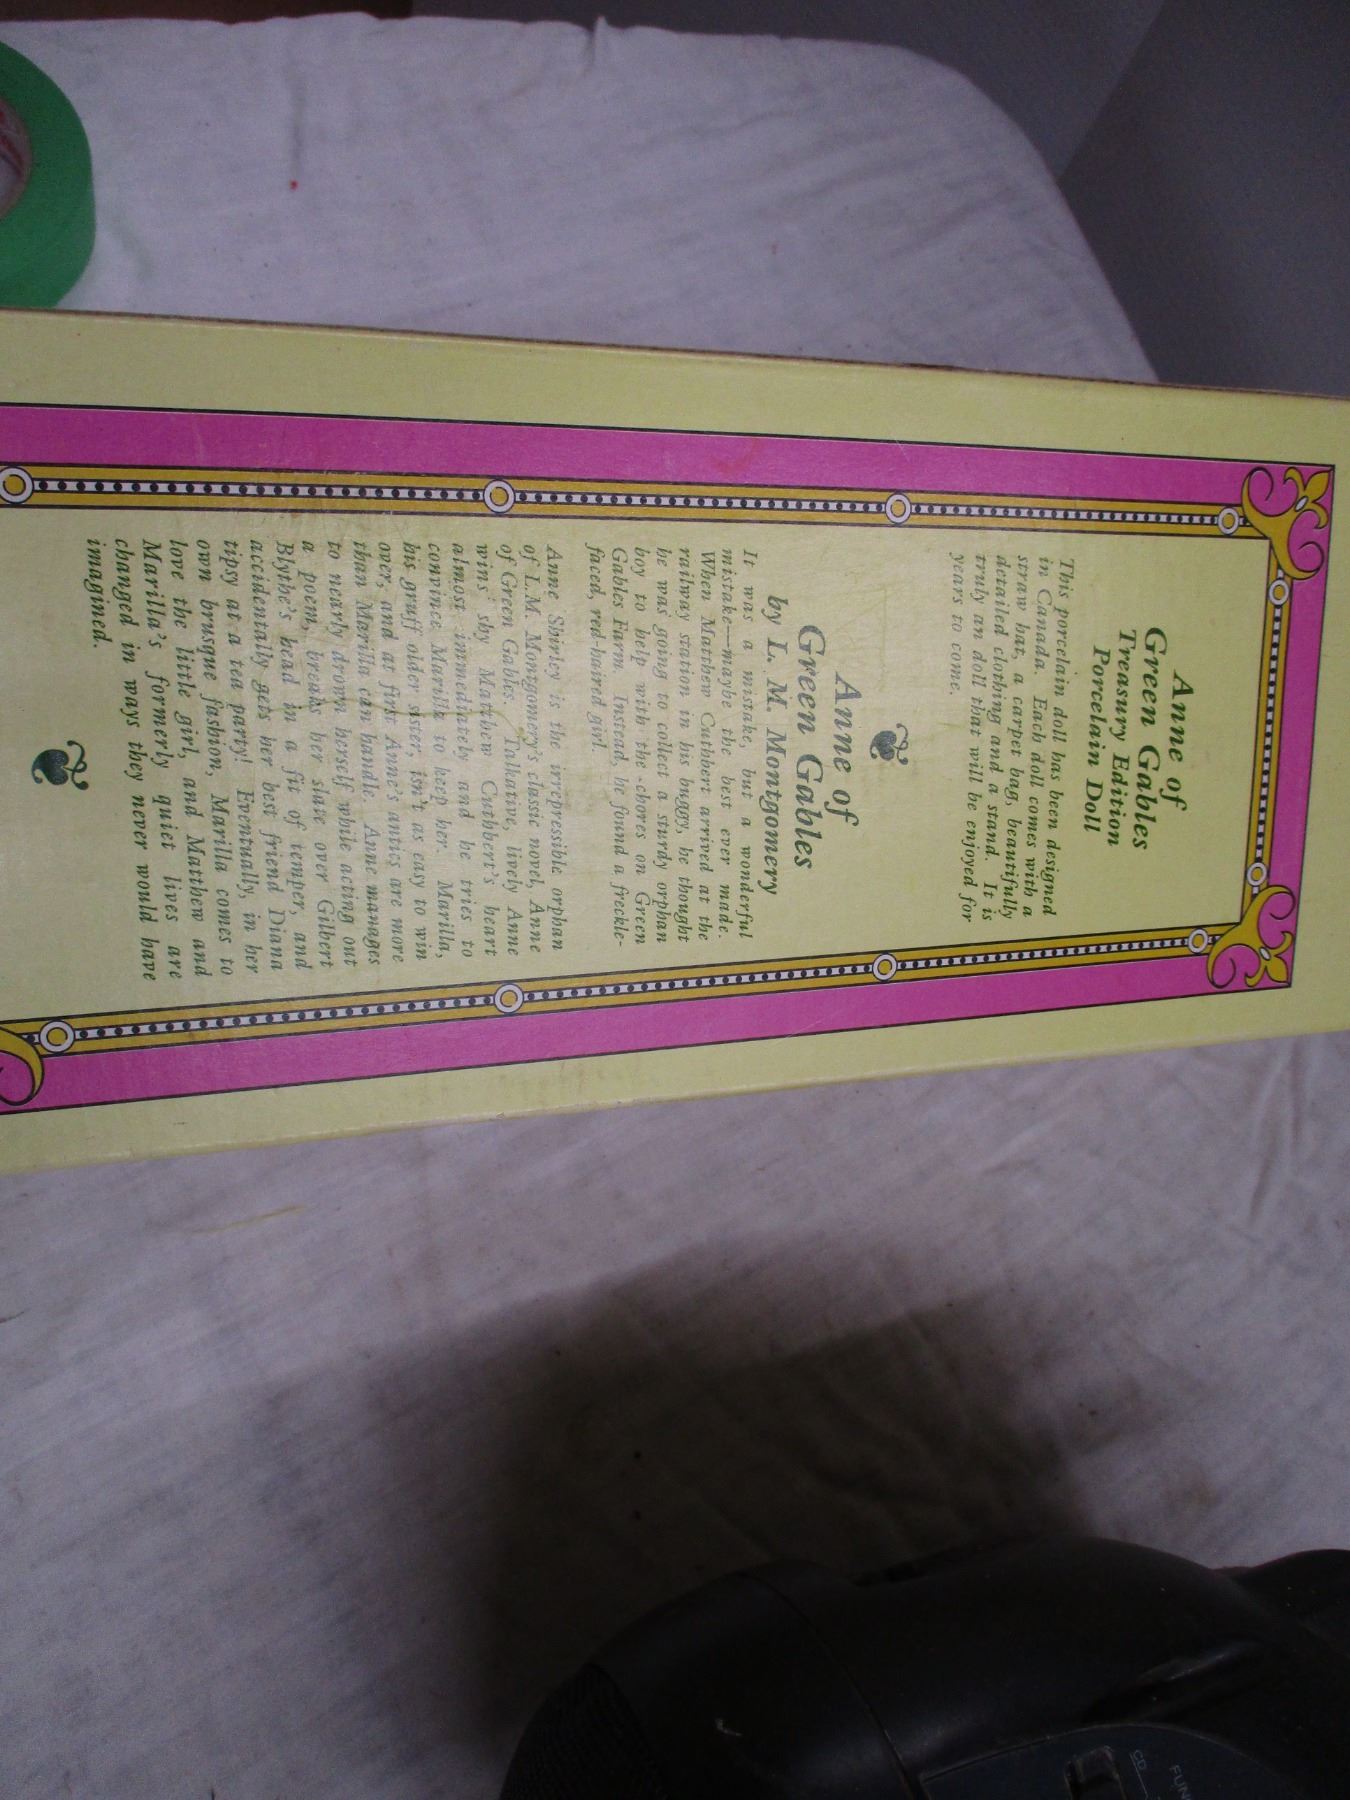 Anne of
Green Gables
Treasury Edition
Porcelain Doll
This porcelain doll has been designed
in Canada. Each doll comes with a
straw hat, a carpet bag, beautifully
detailed clothing and a stand. It is
truly an doll that will be enjoyed for
years to come.
Anne of
Green Gables
by L. M. Montgomery
It was a mistake, but a wonderful
mistake—maybe the best ever made.
When Matthew Cuthbert arrived at the
railway station in his buggy, he thought
he was going to collect a sturdy orphan
boy to help with the chores on Green
Gables Farm. Instead, he found a freckle-
faced, red-haired girl.
Anne Shirley is the irrepressible orphan
of L.M. Montgomery's classic novel, Anne
of Green Gables. Talkative, lively Anne
wins shy Matthew Cuthbert's heart
almost immediately and he tries to
convince Marilla to keep her. Marilla,
his gruff older sister, isn't as easy to win
over, and at first Anne's antics are more
than Marilla can handle. Anne manages
to nearly drown herself while acting out
a poem, breaks her slate over Gilbert
Blythe's head in a fit of temper, and
accidentally gets her best friend Diana
tipsy at a tea party! Eventually, in her
own brusque fashion, Marilla comes to
love the little girl, and Matthew and
Marilla's formerly quiet lives are
changed in ways they never would have
imagined.
CD
FUN